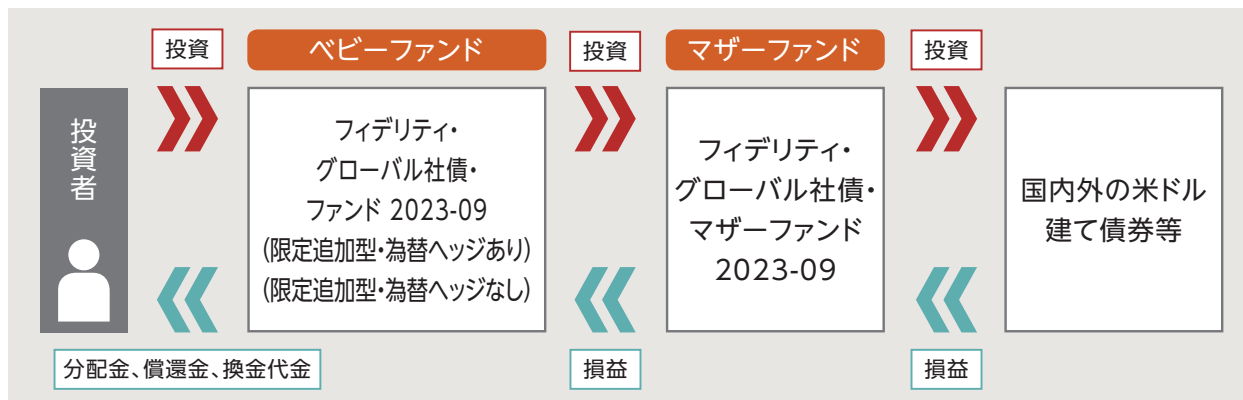 投資
ベビーファンド
投資
マザーファンド
投資
投資者
フィデリティ・
グローバル社債・
ファンド 2023-09
(限定追加型・為替ヘッジあり)
(限定追加型・為替ヘッジなし)
フィデリティ・
グローバル社債・
マザーファンド
2023-09
国内外の米ドル
建て債券等
分配金、償還金、換金代金
損益
損益